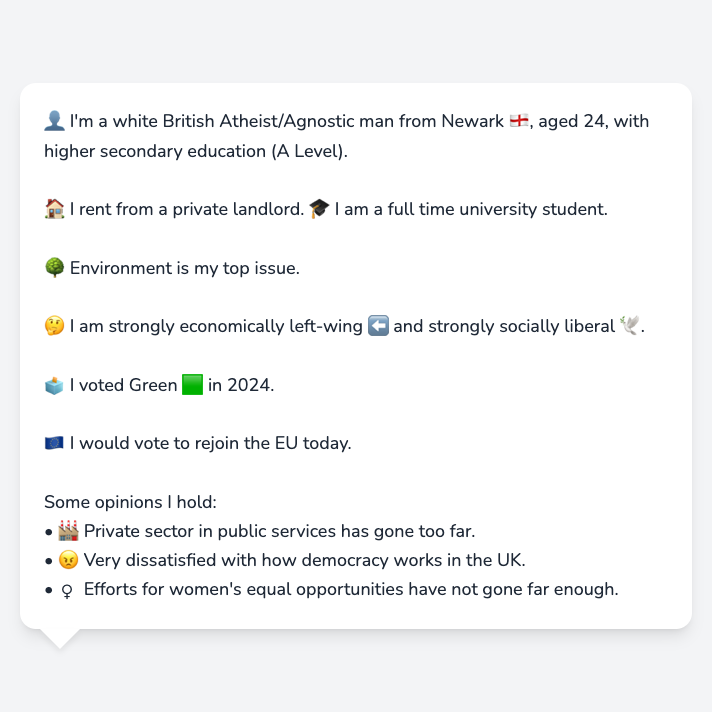 👤 I'm a white British Atheist/Agnostic man from Newark 🏴󠁧󠁢󠁥󠁮󠁧󠁿, aged 24, with
higher secondary education (A Level).
🏠 I rent from a private landlord. 🎓 I am a full time university student.
🌳 Environment is my top issue.
🤔 I am strongly economically left-wing ⬅️ and strongly socially liberal 🕊️.
🗳️ I voted Green 🟩 in 2024.
🇪🇺 I would vote to rejoin the EU today.
Some opinions I hold:
• 🏭 Private sector in public services has gone too far.
• 😠 Very dissatisfied with how democracy works in the UK.
• ♀ Efforts for women's equal opportunities have not gone far enough.